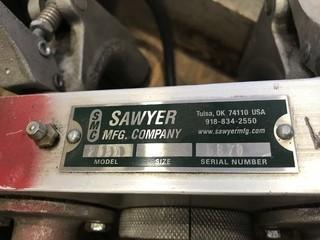 SMC SAWYER
MFG. COMPANY
Tulsa, OK 74110 USA
918-834-2550
www.sawyermfg.com
MODEL SIZE SERIAL NUMBER